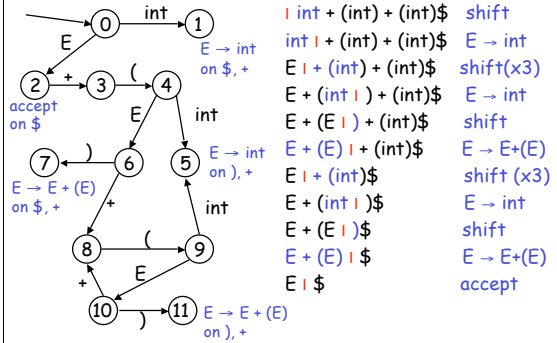 int
0
1
E
E → int
on $, +
2
+
3
(
4
accept
on $
E
int
7
)
6
5
E → int
on ), +
E → E + (E)
on $, +
+
int
8
(
9
E
+
10
)
11
E → E + (E)
on ), +
I int + (int) + (int)$ shift
int I + (int) + (int)$ E → int
E I + (int) + (int)$ shift(x3)
E + (int I ) + (int)$ E → int
E + (E I ) + (int)$ shift
E + (E) I + (int)$ E → E+(E)
E I + (int)$ shift (x3)
E + (int I )$ E → int
E + (E I )$ shift
E + (E) I $ E → E+(E)
E I $ accept